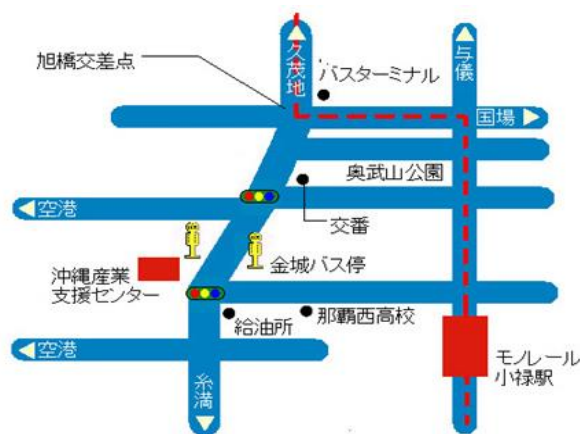 旭橋交差点
久茂地
バスターミナル
与儀
国場
奥武山公園
空港
交番
金城バス停
沖縄産業
支援センター
給油所
那覇西高校
モノレール
小禄駅
空港
糸満